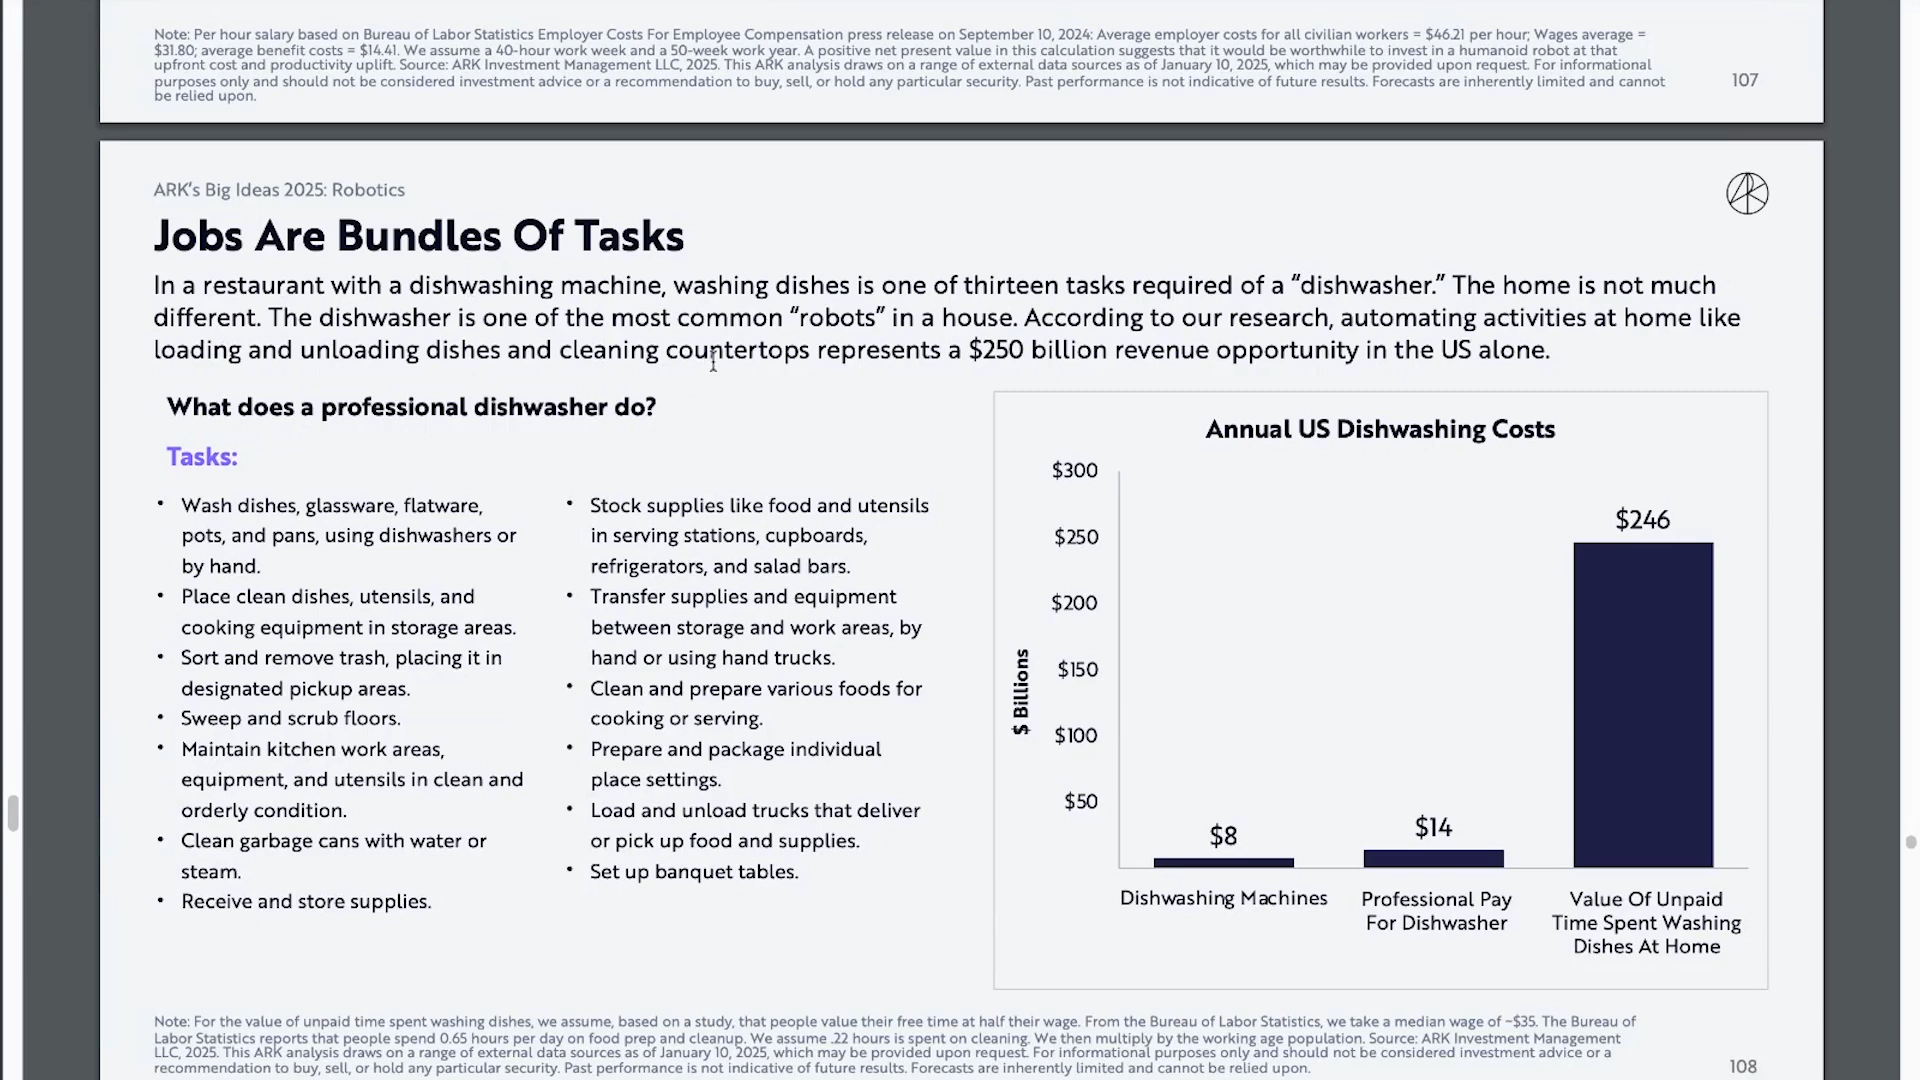 Note: Per hour salary based on Bureau of Labor Statistics Employer Costs For Employee Compensation press release on September 10, 2024: Average employer costs for all civilian workers = $46.21 per hour; Wages average =
$31.80; average benefit costs = $14.41. We assume a 40-hour work week and a 50-week work year. A positive net present value in this calculation suggests that it would be worthwhile to invest in a humanoid robot at that
upfront cost and productivity uplift. Source: ARK Investment Management LLC, 2025. This ARK analysis draws on a range of external data sources as of January 10, 2025, which may be provided upon request. For informational
purposes only and should not be considered investment advice or a recommendation to buy, sell, or hold any particular security. Past performance is not indicative of future results. Forecasts are inherently limited and cannot
be relied upon.
107
ARK's Big Ideas 2025: Robotics
Jobs Are Bundles Of Tasks
In a restaurant with a dishwashing machine, washing dishes is one of thirteen tasks required of a “dishwasher.” The home is not much
different. The dishwasher is one of the most common “robots” in a house. According to our research, automating activities at home like
loading and unloading dishes and cleaning countertops represents a $250 billion revenue opportunity in the US alone.
What does a professional dishwasher do?
Tasks:
• Wash dishes, glassware, flatware,
pots, and pans, using dishwashers or
by hand.
• Place clean dishes, utensils, and
cooking equipment in storage areas.
• Sort and remove trash, placing it in
designated pickup areas.
• Sweep and scrub floors.
• Maintain kitchen work areas,
equipment, and utensils in clean and
orderly condition.
• Clean garbage cans with water or
steam.
• Receive and store supplies.
• Stock supplies like food and utensils
in serving stations, cupboards,
refrigerators, and salad bars.
• Transfer supplies and equipment
between storage and work areas, by
hand or using hand trucks.
• Clean and prepare various foods for
cooking or serving.
• Prepare and package individual
place settings.
• Load and unload trucks that deliver
or pick up food and supplies.
• Set up banquet tables.
Annual US Dishwashing Costs
$ Billions
$300
$250
$200
$150
$100
$50
$8
$14
$246
Dishwashing Machines
Professional Pay
For Dishwasher
Value Of Unpaid
Time Spent Washing
Dishes At Home
Note: For the value of unpaid time spent washing dishes, we assume, based on a study, that people value their free time at half their wage. From the Bureau of Labor Statistics, we take a median wage of ~$35. The Bureau of
Labor Statistics reports that people spend 0.65 hours per day on food prep and cleanup. We assume .22 hours is spent on cleaning. We then multiply by the working age population. Source: ARK Investment Management
LLC, 2025. This ARK analysis draws on a range of external data sources as of January 10, 2025, which may be provided upon request. For informational purposes only and should not be considered investment advice or a
recommendation to buy, sell, or hold any particular security. Past performance is not indicative of future results. Forecasts are inherently limited and cannot be relied upon.
108